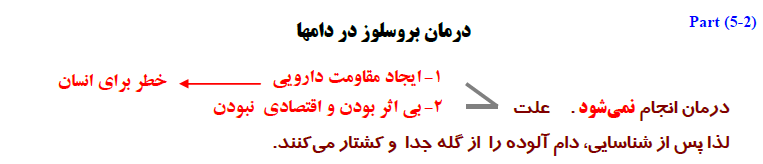 Part (5-2)
درمان بروسلوز در دامها
۱- ایجاد مقاومت دارویی ← خطر برای انسان
درمان انجام نمی‌شود . علت
۲- بی اثر بودن و اقتصادی نبودن
لذا پس از شناسایی، دام آلوده را از گله جدا و کشتار می‌کنند.